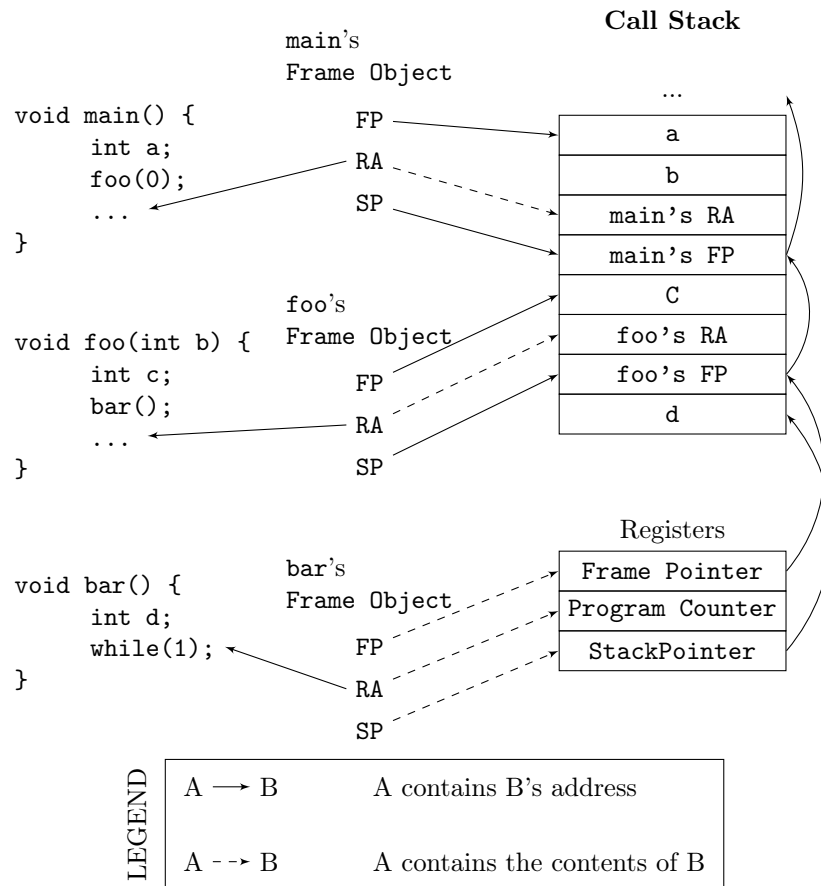 Call Stack
main's
Frame Object
...
void main() {
int a;
foo(0);
...
}
FP
RA
SP
a
b
main's RA
main's FP
C
foo's RA
foo's FP
d
foo's
Frame Object
void foo(int b) {
int c;
bar();
...
}
FP
RA
SP
Registers
Frame Pointer
Program Counter
StackPointer
bar's
Frame Object
void bar() {
int d;
while(1);
}
FP
RA
SP
LEGEND
A B A contains B's address
A B A contains the contents of B